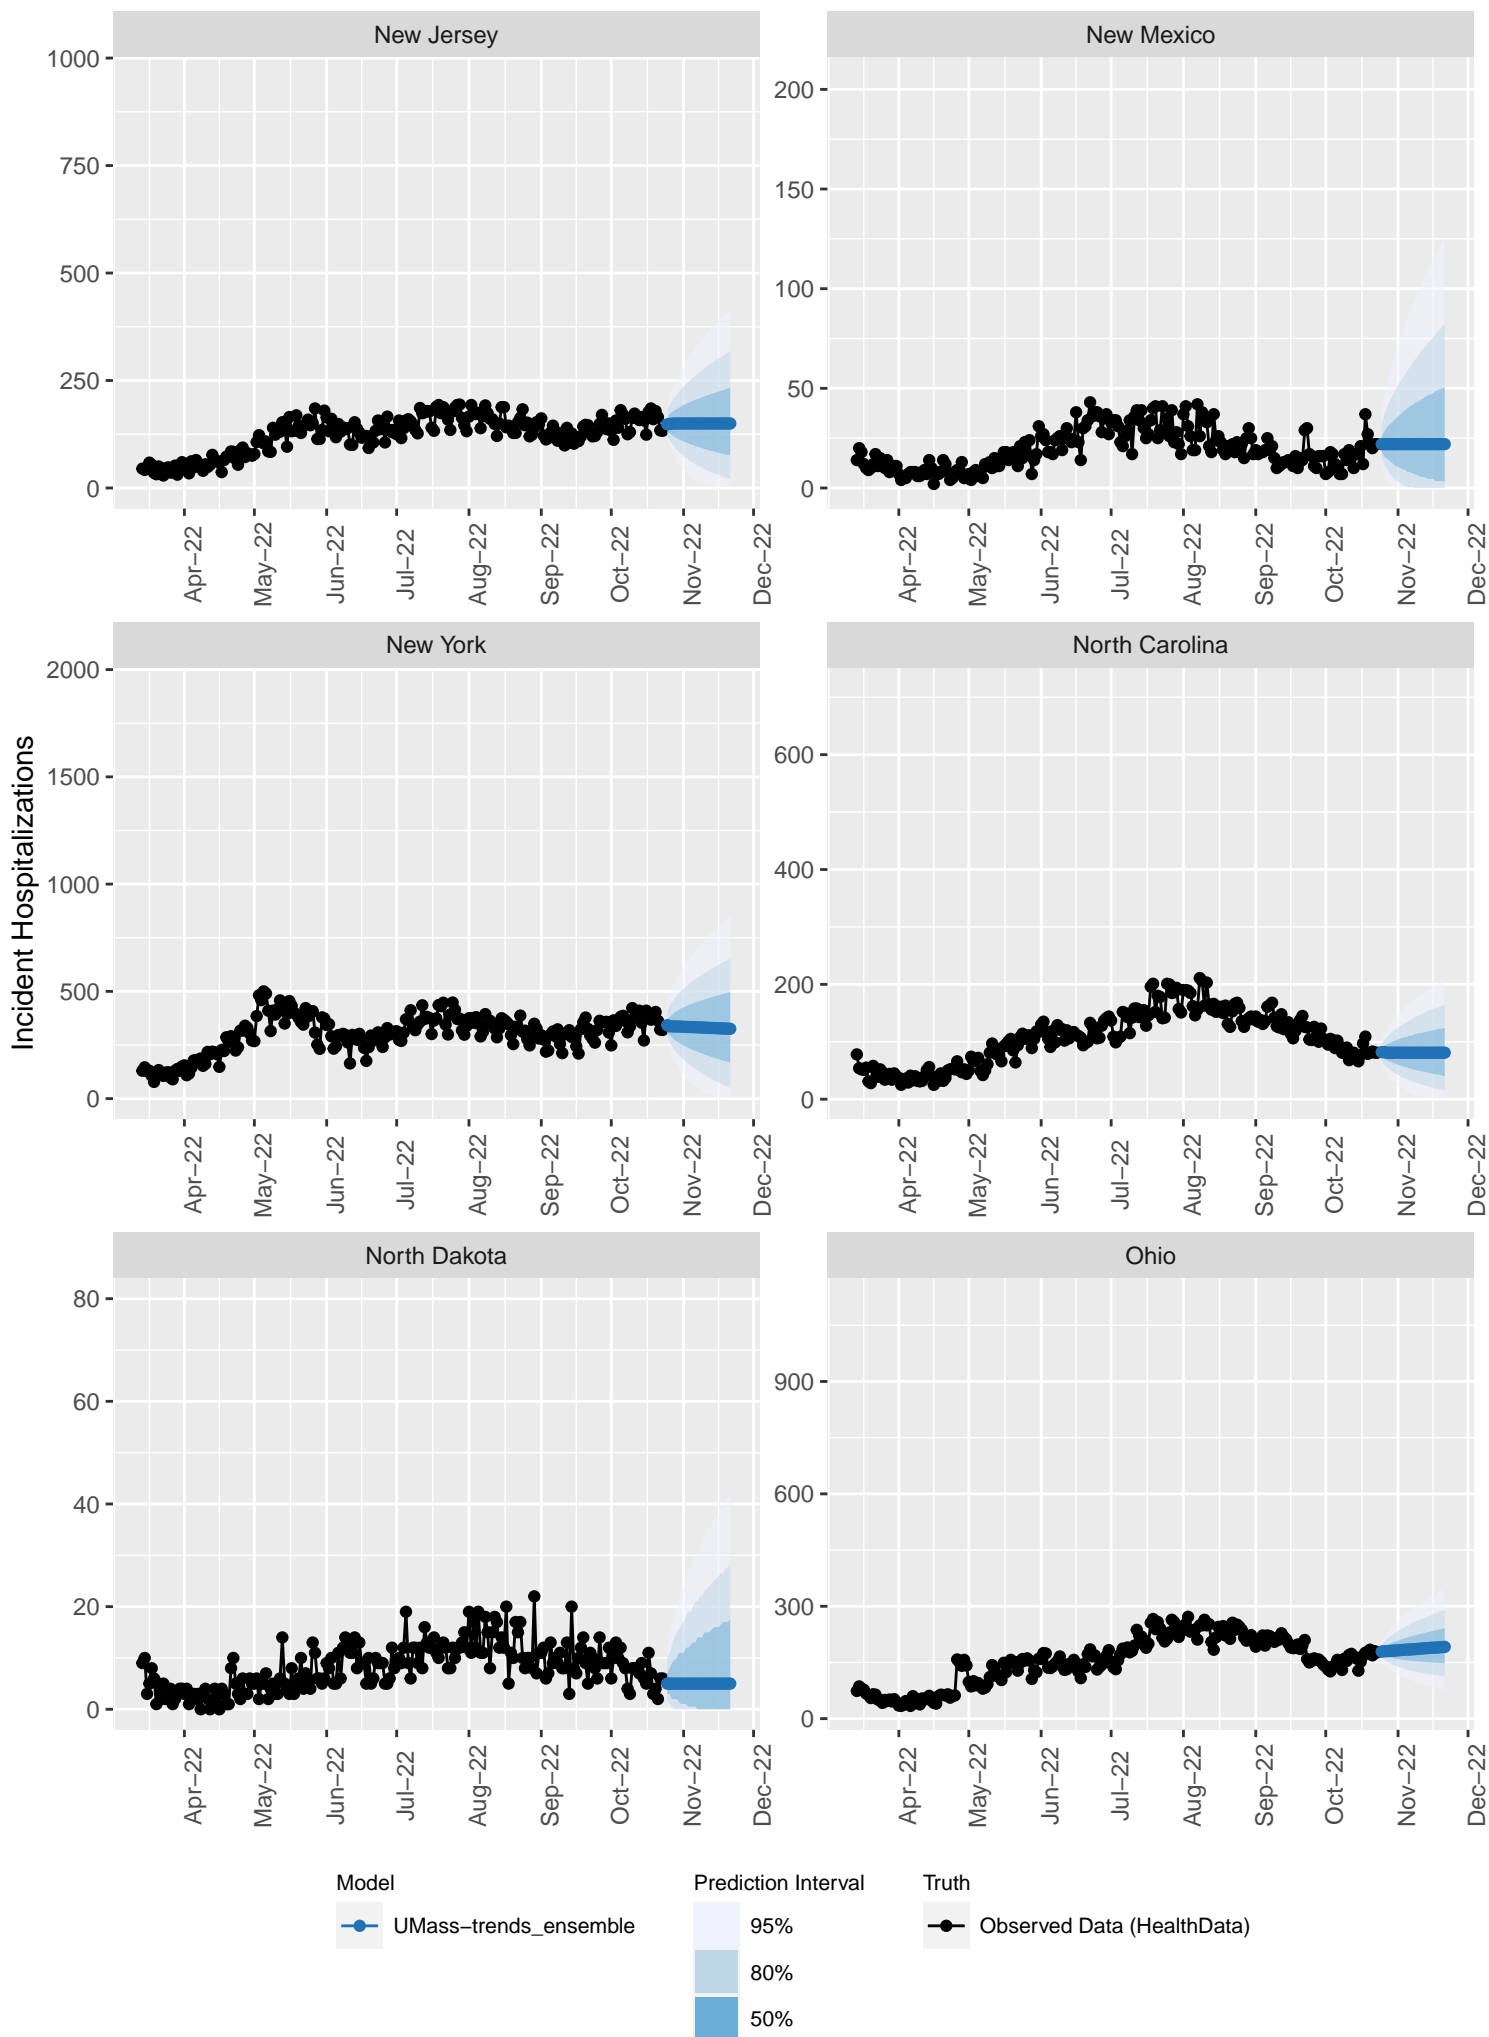 New Jersey
New Mexico
1000
750
500
250
0
200
150
100
50
0
Apr−22
May−22
Jun−22
Jul−22
Aug−22
Sep−22
Oct−22
Nov−22
Dec−22
Apr−22
May−22
Jun−22
Jul−22
Aug−22
Sep−22
Oct−22
Nov−22
Dec−22
Incident Hospitalizations
New York
North Carolina
2000
1500
1000
500
0
600
400
200
0
Apr−22
May−22
Jun−22
Jul−22
Aug−22
Sep−22
Oct−22
Nov−22
Dec−22
Apr−22
May−22
Jun−22
Jul−22
Aug−22
Sep−22
Oct−22
Nov−22
Dec−22
North Dakota
Ohio
80
60
40
20
0
900
600
300
0
Apr−22
May−22
Jun−22
Jul−22
Aug−22
Sep−22
Oct−22
Nov−22
Dec−22
Apr−22
May−22
Jun−22
Jul−22
Aug−22
Sep−22
Oct−22
Nov−22
Dec−22
Model
UMass−trends_ensemble
Prediction Interval
95%
80%
50%
Truth
Observed Data (HealthData)